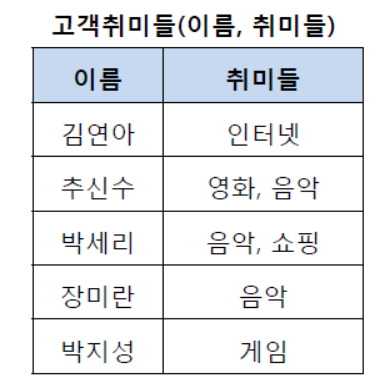 고객취미들(이름, 취미들)
이름 취미들
김연아 인터넷
추신수 영화, 음악
박세리 음악, 쇼핑
장미란 음악
박지성 게임